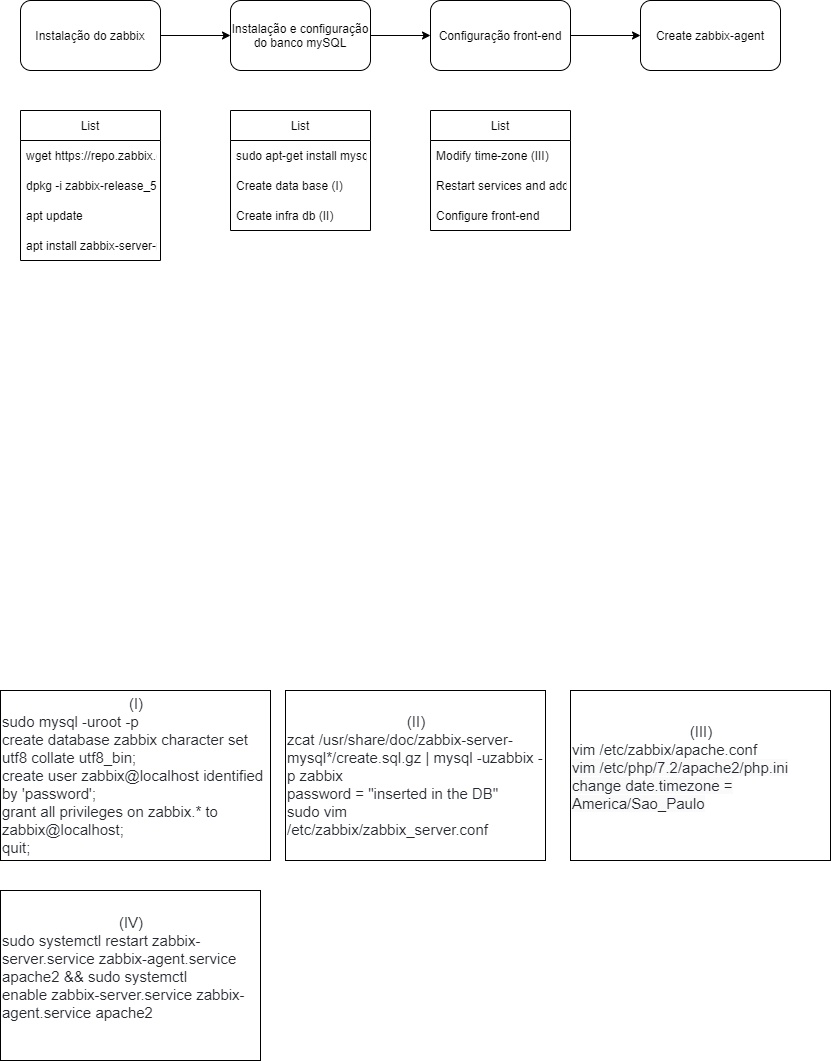 Instalação do zabbix
Instalação e configuração
do banco mySQL
Configuração front-end
Create zabbix-agent
List
wget https://repo.zabbix.
dpkg -i zabbix-release_5
apt update
apt install zabbix-server-
List
sudo apt-get install mysc
Create data base (I)
Create infra db (II)
List
Modify time-zone (III)
Restart services and adc
Configure front-end
(I)
sudo mysql -uroot -p
create database zabbix character set
utf8 collate utf8_bin;
create user zabbix@localhost identified
by 'password';
grant all privileges on zabbix.* to
zabbix@localhost;
quit;
(II)
zcat /usr/share/doc/zabbix-server-
mysql*/create.sql.gz | mysql -uzabbix -
p zabbix
password = "inserted in the DB"
sudo vim
/etc/zabbix/zabbix_server.conf
(III)
vim /etc/zabbix/apache.conf
vim /etc/php/7.2/apache2/php.ini
change date.timezone =
America/Sao_Paulo
(IV)
sudo systemctl restart zabbix-
server.service zabbix-agent.service
apache2 && sudo systemctl
enable zabbix-server.service zabbix-
agent.service apache2